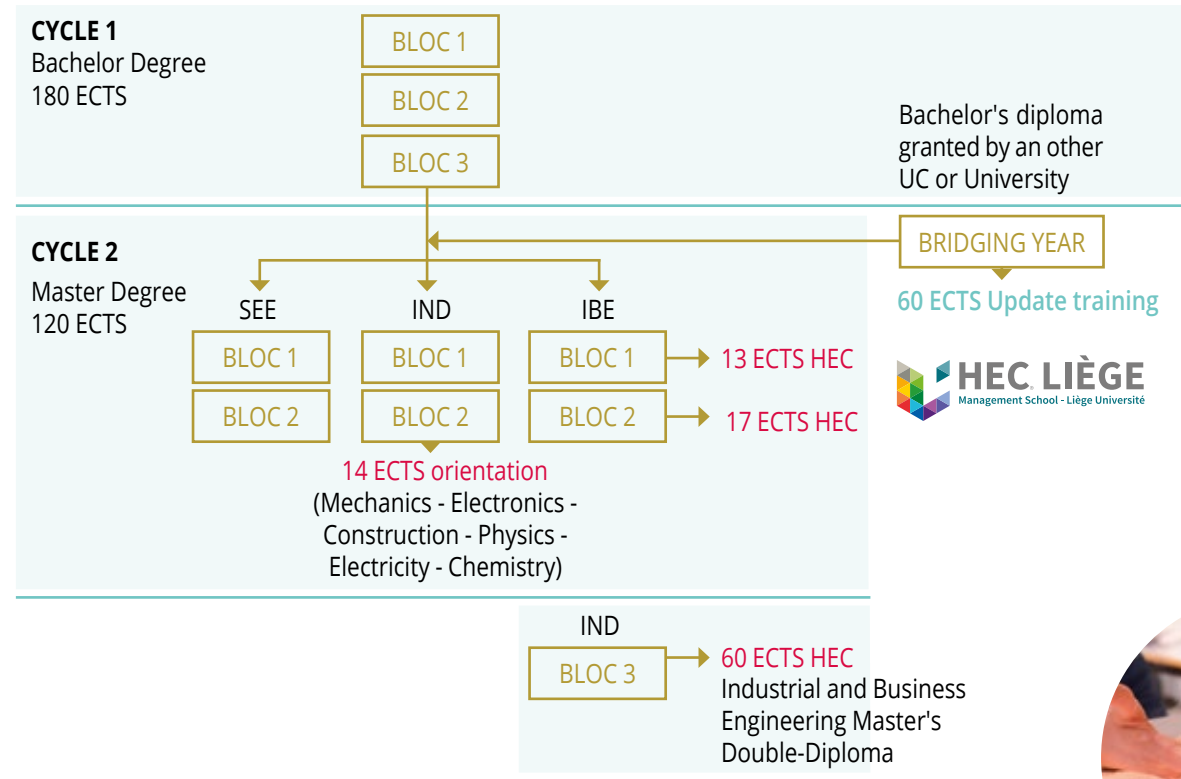 CYCLE 1
Bachelor Degree
180 ECTS
BLOC 1
BLOC 2
BLOC 3
Bachelor's diploma
granted by an other
UC or University
CYCLE 2
Master Degree
120 ECTS
BRIDGING YEAR
60 ECTS Update training
SEE
IND
IBE
BLOC 1
BLOC 1
BLOC 1
13 ECTS HEC
BLOC 2
BLOC 2
BLOC 2
17 ECTS HEC
HEC LIÈGE
Management School - Liège Université
14 ECTS orientation
(Mechanics - Electronics -
Construction - Physics -
Electricity - Chemistry)
IND
BLOC 3
60 ECTS HEC
Industrial and Business
Engineering Master's
Double-Diploma